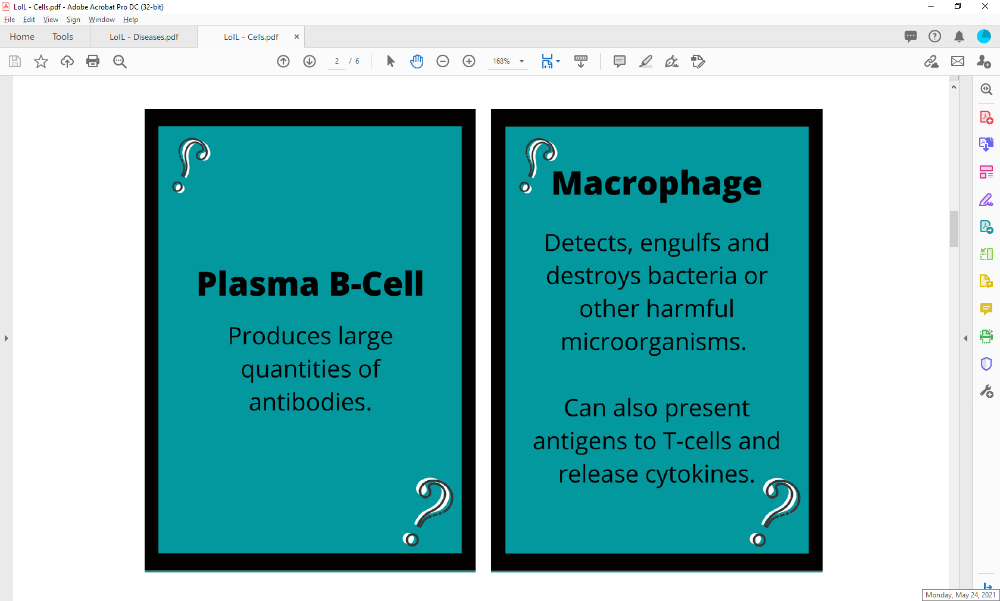 LoIL - Cells.pdf - Adobe Acrobat Pro DC (32-bit)
File Edit View Sign Window Help
Home Tools LoIL - Diseases.pdf LoIL - Cells.pdf ×
2 / 6 168%
Plasma B-Cell
Produces large
quantities of
antibodies.
Macrophage
Detects, engulfs and
destroys bacteria or
other harmful
microorganisms.
Can also present
antigens to T-cells and
release cytokines.
Monday, May 24, 2021